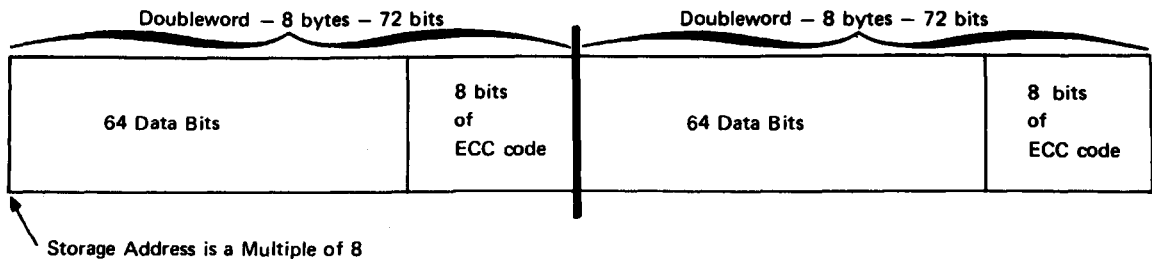 Doubleword – 8 bytes – 72 bits
Doubleword – 8 bytes – 72 bits
64 Data Bits
8 bits
of
ECC code
64 Data Bits
8 bits
of
ECC code
Storage Address is a Multiple of 8